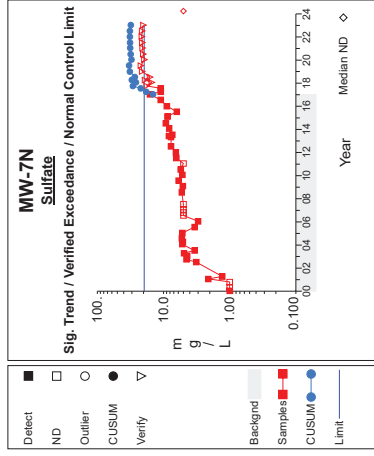 MW-7N
Sulfate
Sig. Trend / Verified Exceedance / Normal Control Limit
100.
10.0
1.00
0.100
m
g /
L
00 02 04 06 08 10 12 14 16 18 20 22 24
Year
Median ND
Detect
ND
Outlier
CUSUM
Verify
Backgnd
Samples
CUSUM
Limit